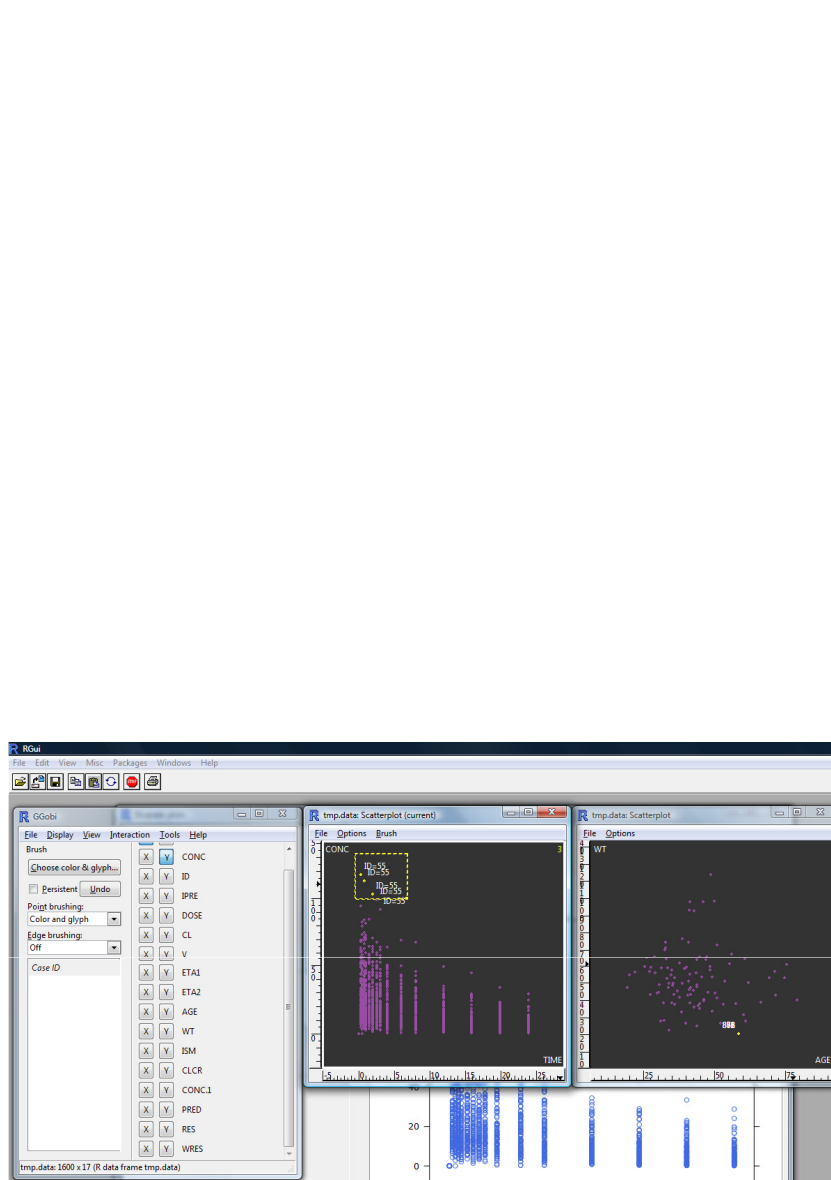 RGui
File Edit View Misc Packages Windows Help
GGobi
File Display View Interaction Tools Help
Brush
Choose color & glyph...
Persistent Undo
Point brushing:
Color and glyph
Edge brushing:
Off
Case ID
X Y CONC
X Y ID
X Y IPRE
X Y DOSE
X Y CL
X Y V
X Y ETA1
X Y ETA2
X Y AGE
X Y WT
X Y ISM
X Y CLCR
X Y CONC.1
X Y PRED
X Y RES
X Y WRES
tmp.data: 1600 x 17 (R data frame tmp.data)
tmp.data: Scatterplot (current)
File Options Brush
CONC 3
ID=55
ID=55
ID=55
ID=55
ID=55
TIME
-5 0 5 10 15 20 25
tmp.data: Scatterplot
File Options
WT
AGE
25 50 75
20
0